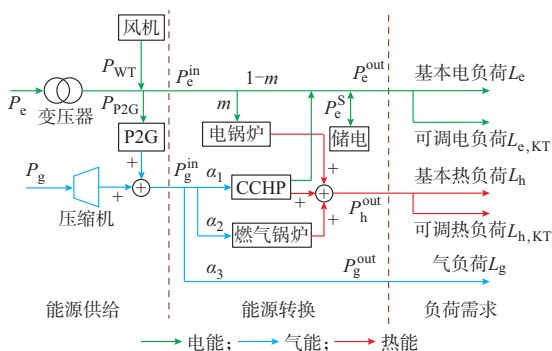 风机
P_WT
P_e^in
1−m
P_e^out
基本电负荷L_e
P_e
变压器
P_P2G
m
P_e^S
P2G
电锅炉
储电
可调电负荷L_e,KT
P_g
+
+
P_g^in
α_1
CCHP
+
+
+
基本热负荷L_h
压缩机
α_2
燃气锅炉
P_h^out
可调热负荷L_h,KT
α_3
P_g^out
气负荷L_g
能源供给
能源转换
负荷需求
电能;
气能;
热能